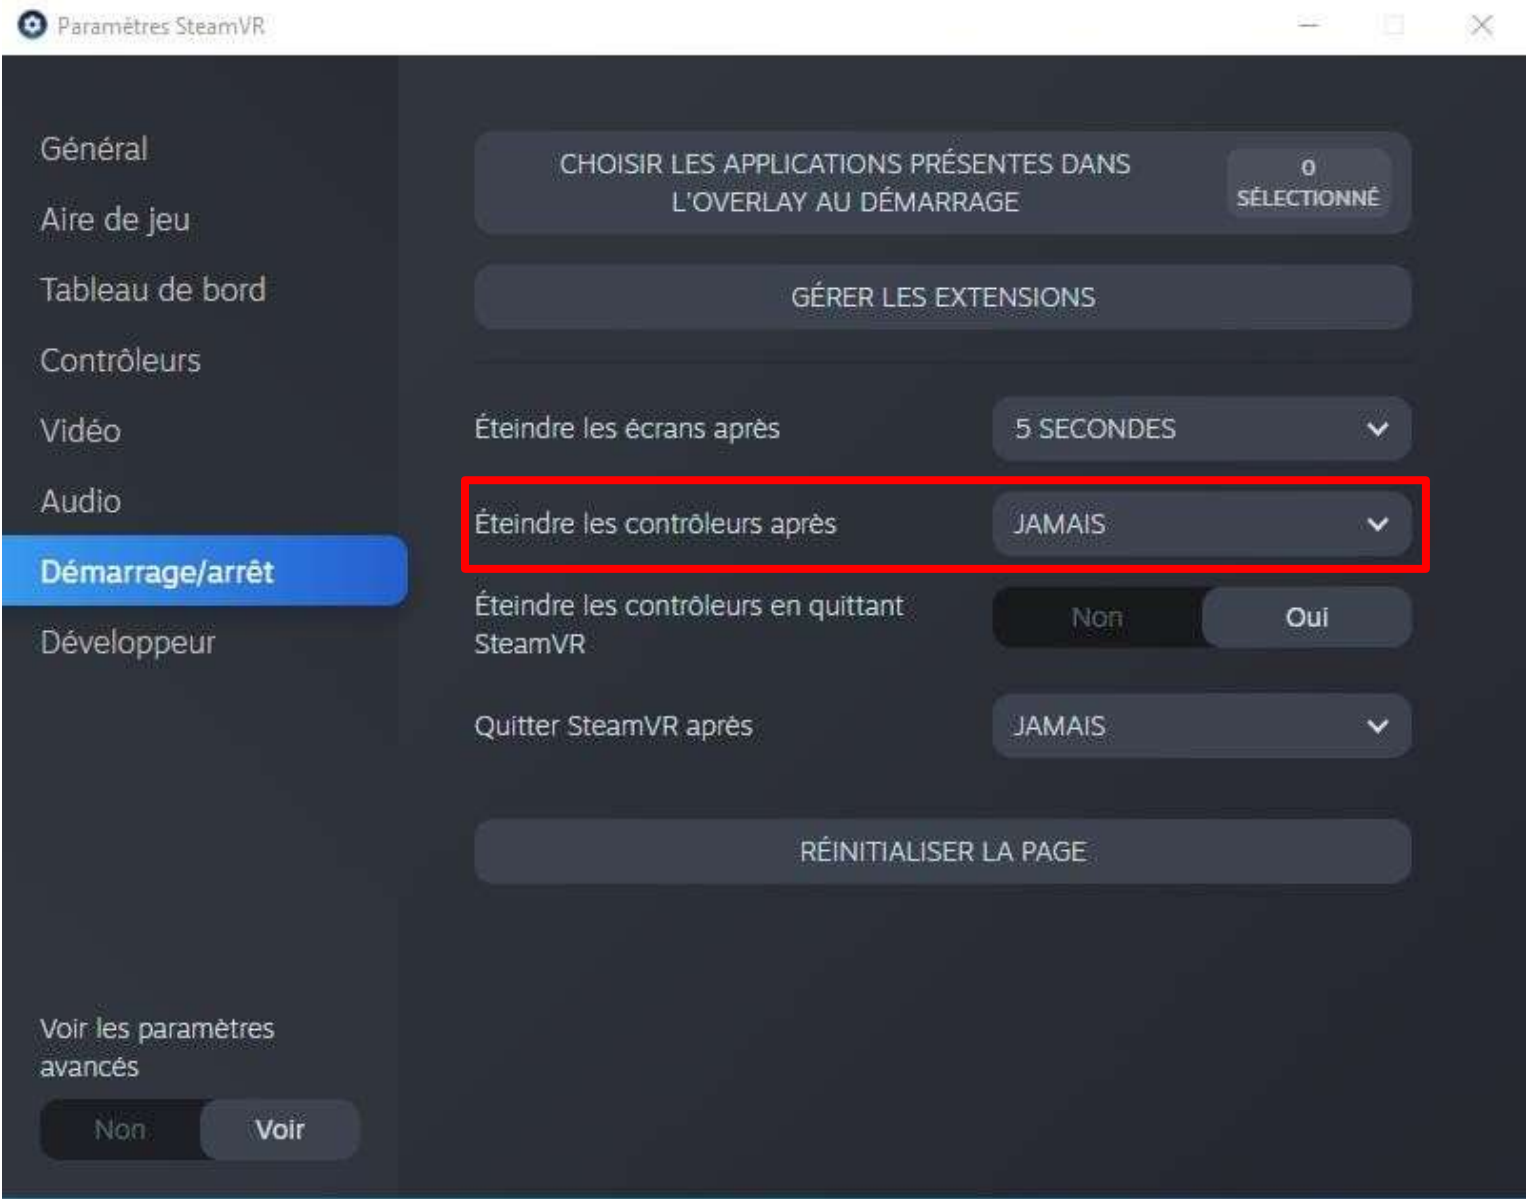 Paramètres SteamVR
Général
Aire de jeu
Tableau de bord
Contrôleurs
Vidéo
Audio
Démarrage/arrêt
Développeur
Voir les paramètres
avancés
Non
Voir
CHOISIR LES APPLICATIONS PRÉSENTES DANS
L'OVERLAY AU DÉMARRAGE
0
SÉLECTIONNÉ
GÉRER LES EXTENSIONS
Éteindre les écrans après
5 SECONDES
Éteindre les contrôleurs après
JAMAIS
Éteindre les contrôleurs en quittant
SteamVR
Non
Oui
Quitter SteamVR après
JAMAIS
RÉINITIALISER LA PAGE